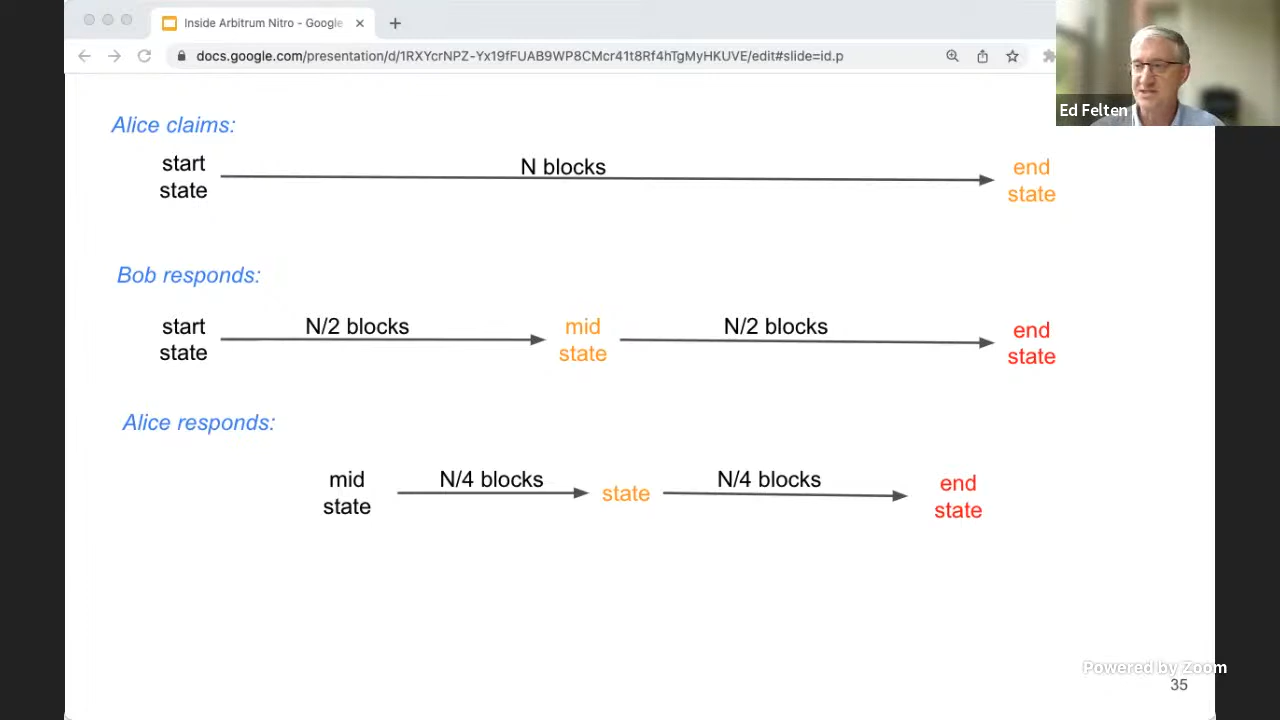 Inside Arbitrum Nitro - Google
docs.google.com/presentation/d/1RXYcrNPZ-Yx19fFUAB9WP8CMcr41t8Rf4hTgMyHKUVE/edit#slide=id.p
Ed Felten
Alice claims:
start
state
N blocks
end
state
Bob responds:
start
state
N/2 blocks
mid
state
N/2 blocks
end
state
Alice responds:
mid
state
N/4 blocks
state
N/4 blocks
end
state
Powered by Zoom
35